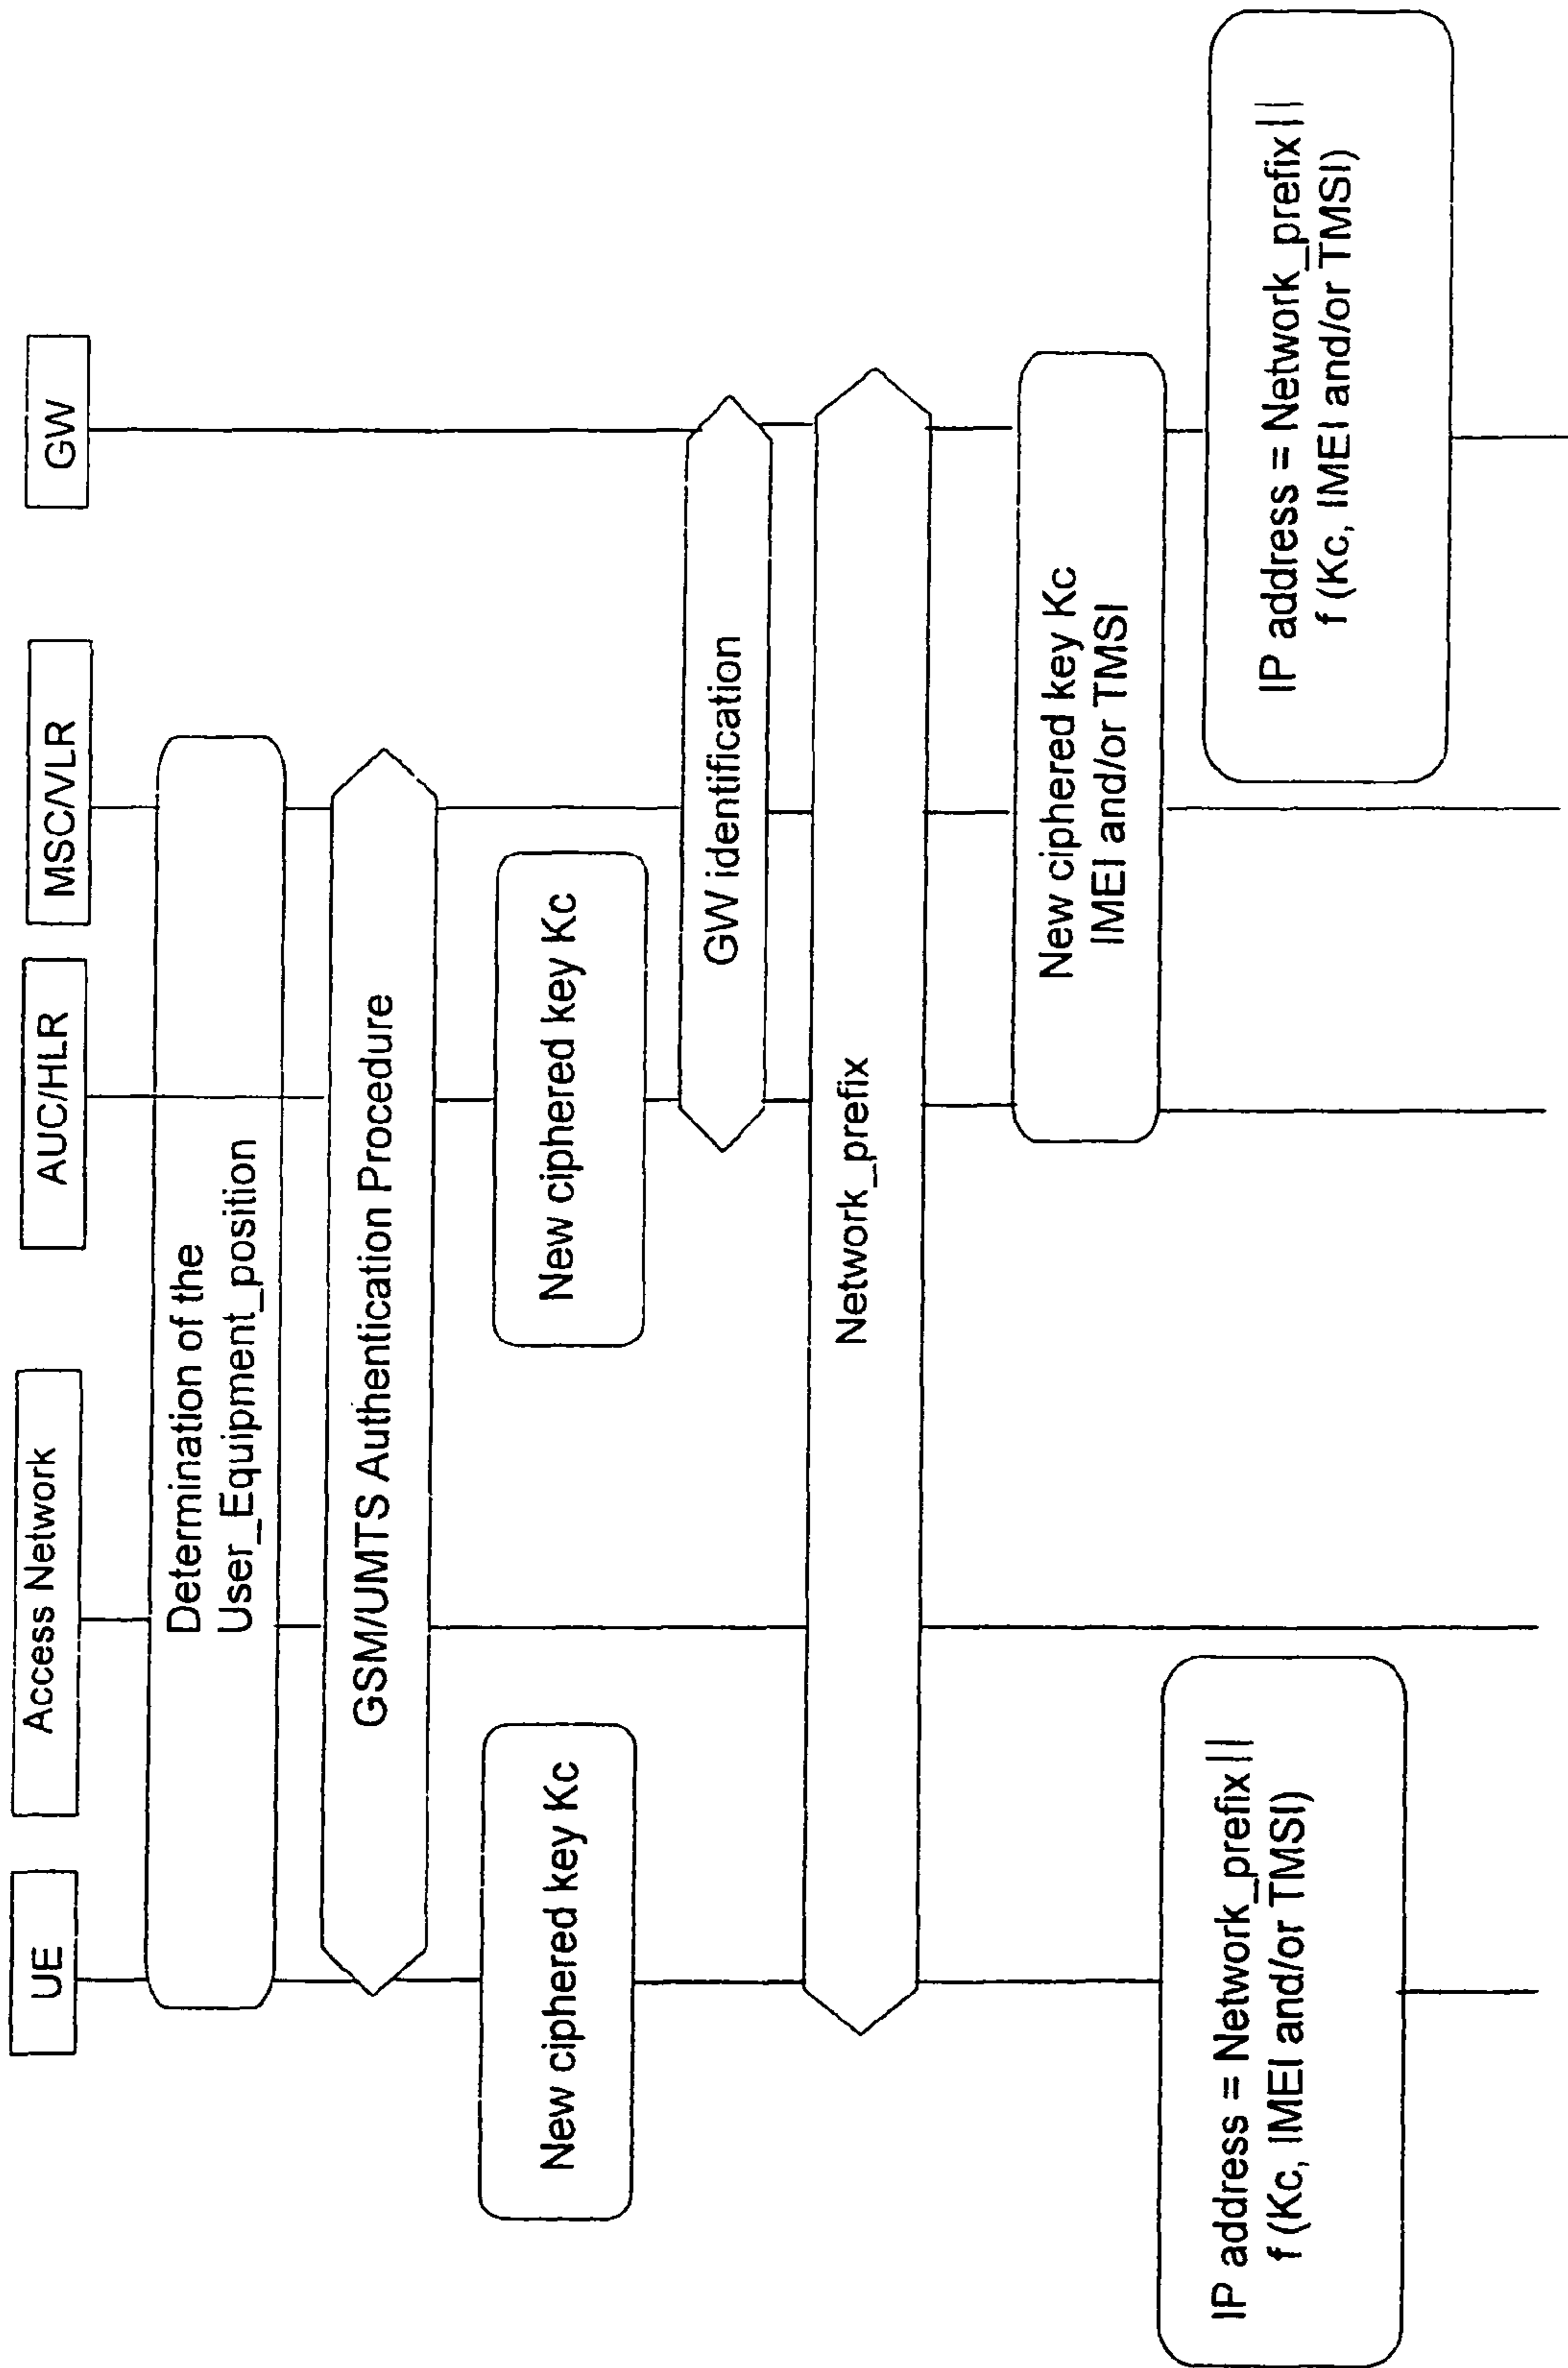 UE
Access Network
AUC/HLR
MSC/VLR
GW
Determination of the
User_Equipment_position
GSM/UMTS Authentication Procedure
New ciphered key Kc
New ciphered key Kc
GW identification
Network_prefix
New ciphered key Kc
IMEI and/or TMSI
IP address = Network_prefix ||
f (Kc, IMEI and/or TMSI)
IP address = Network_prefix ||
f (Kc, IMEI and/or TMSI)